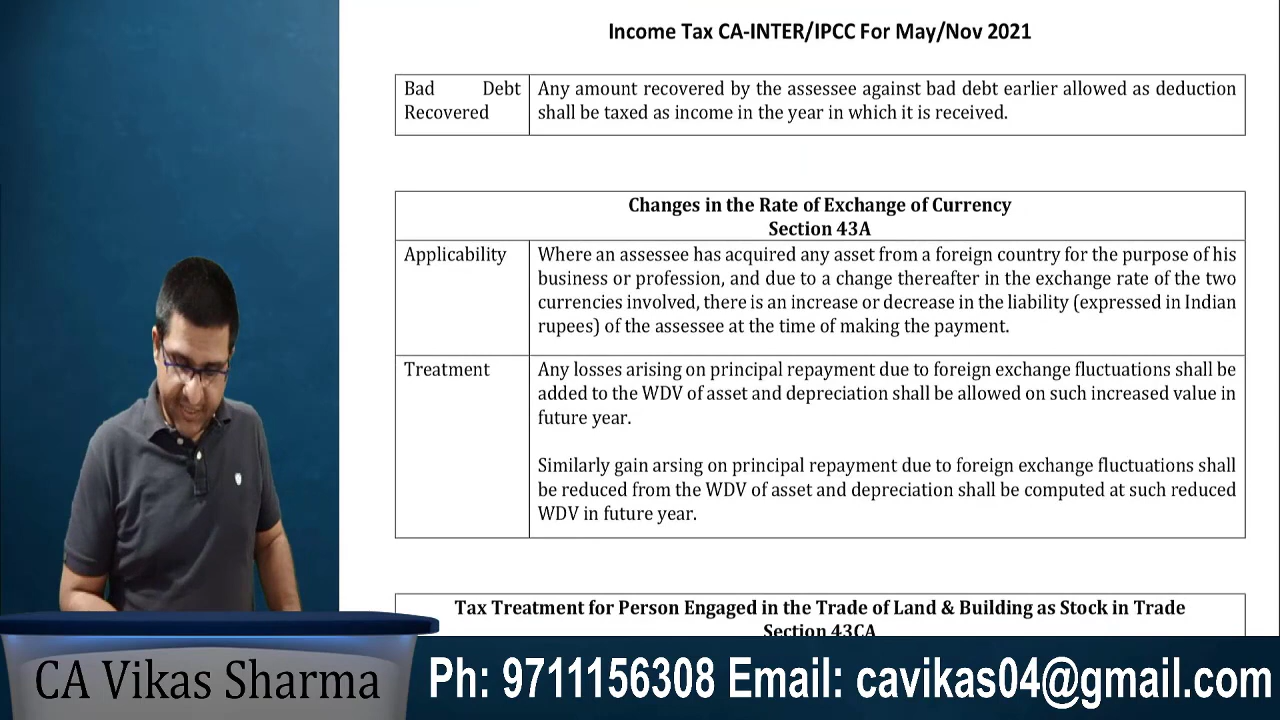 Income Tax CA-INTER/IPCC For May/Nov 2021
Bad Debt Recovered
Any amount recovered by the assessee against bad debt earlier allowed as deduction
shall be taxed as income in the year in which it is received.
Changes in the Rate of Exchange of Currency
Section 43A
Applicability
Where an assessee has acquired any asset from a foreign country for the purpose of his
business or profession, and due to a change thereafter in the exchange rate of the two
currencies involved, there is an increase or decrease in the liability (expressed in Indian
rupees) of the assessee at the time of making the payment.
Treatment
Any losses arising on principal repayment due to foreign exchange fluctuations shall be
added to the WDV of asset and depreciation shall be allowed on such increased value in
future year.
Similarly gain arsing on principal repayment due to foreign exchange fluctuations shall
be reduced from the WDV of asset and depreciation shall be computed at such reduced
WDV in future year.
Tax Treatment for Person Engaged in the Trade of Land & Building as Stock in Trade
Section 43CA
CA Vikas Sharma
Ph: 9711156308 Email: cavikas04@gmail.com